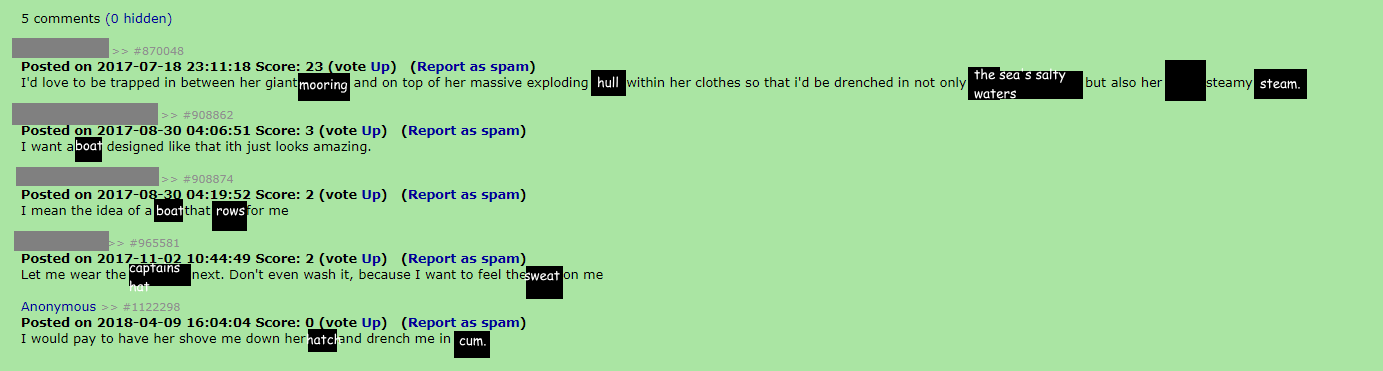 5 comments (0 hidden)
>> #870048
Posted on 2017-07-18 23:11:18 Score: 23 (vote Up) (Report as spam)
I'd love to be trapped in between her giant mooring and on top of her massive exploding hull within her clothes so that i'd be drenched in not only the sea's salty waters but also her steamy steam.
>> #908862
Posted on 2017-08-30 04:06:51 Score: 3 (vote Up) (Report as spam)
I want a boat designed like that ith just looks amazing.
>> #908874
Posted on 2017-08-30 04:19:52 Score: 2 (vote Up) (Report as spam)
I mean the idea of a boat that rows for me
>> #965581
Posted on 2017-11-02 10:44:49 Score: 2 (vote Up) (Report as spam)
Let me wear the captains hat next. Don't even wash it, because I want to feel the sweat on me
Anonymous >> #1122298
Posted on 2018-04-09 16:04:04 Score: 0 (vote Up) (Report as spam)
I would pay to have her shove me down her hatch and drench me in cum.